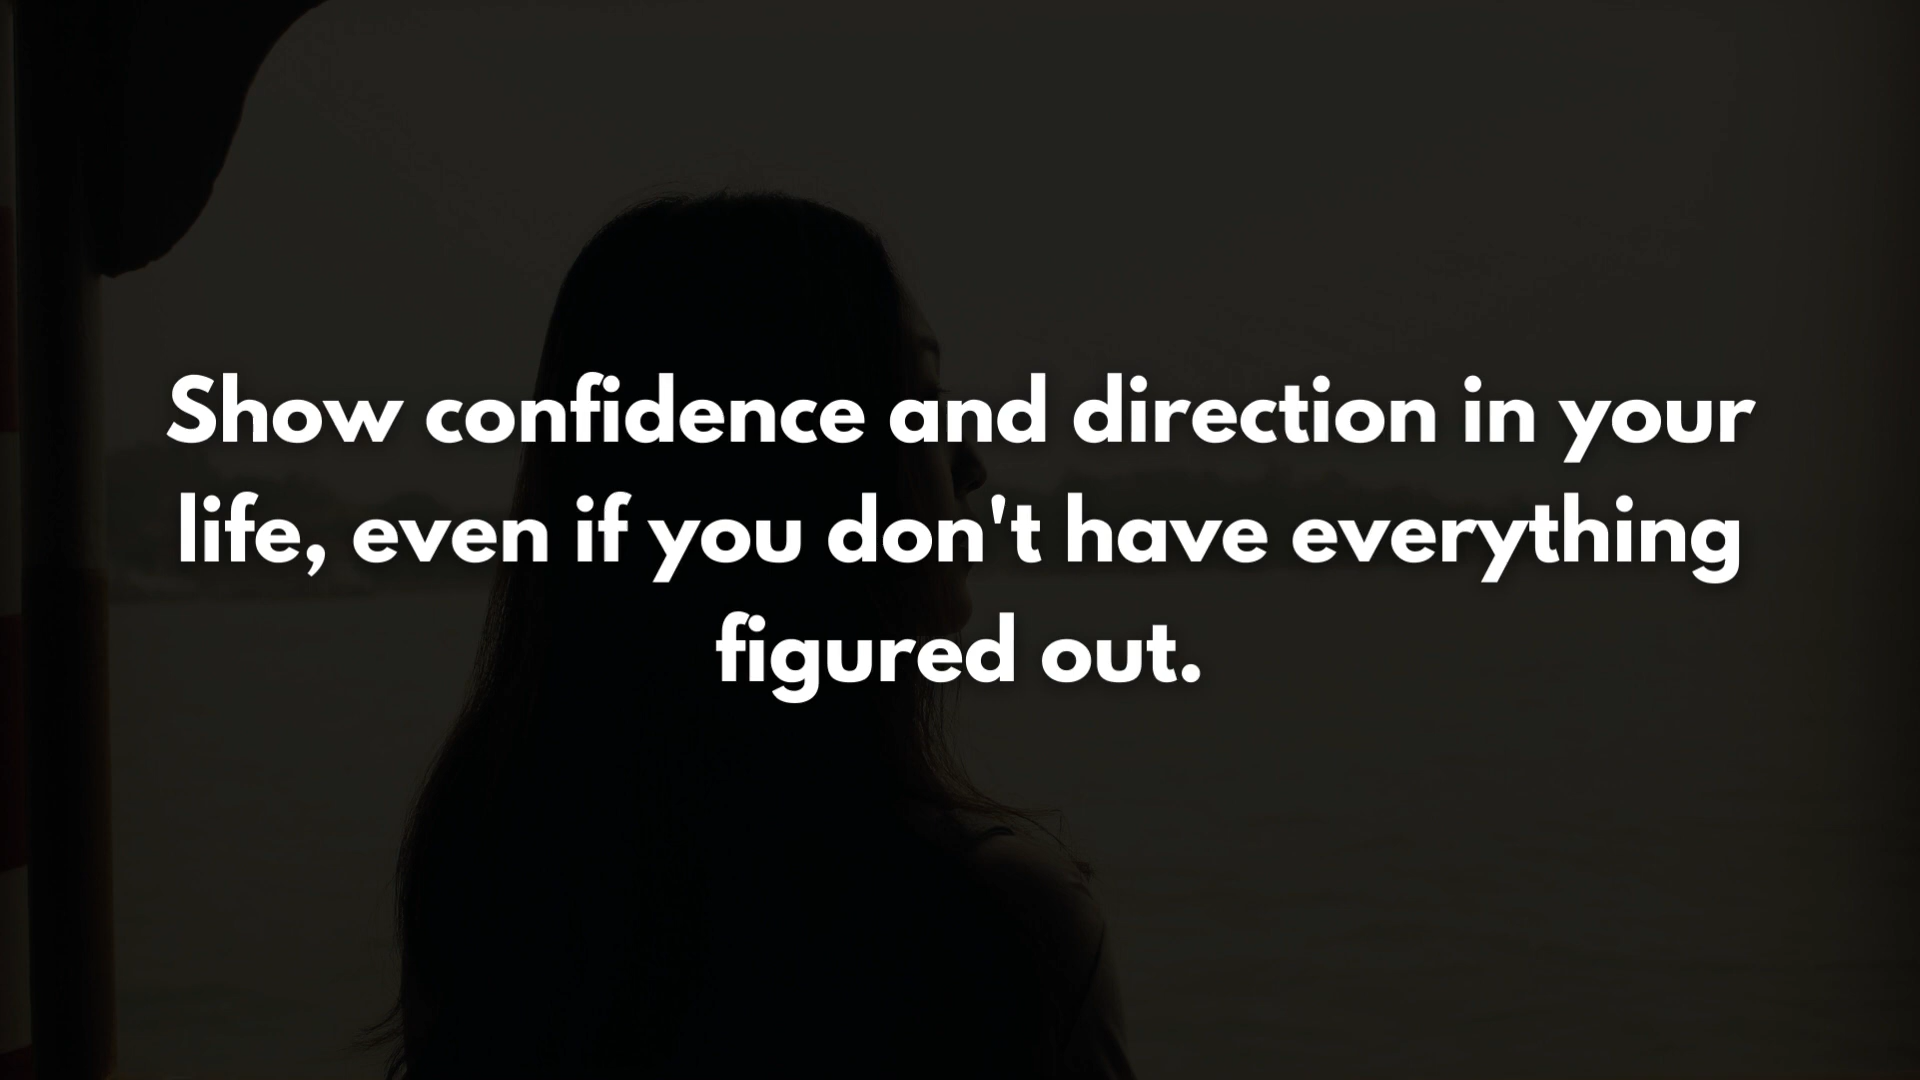 Show confidence and direction in your
life, even if you don't have everything
figured out.